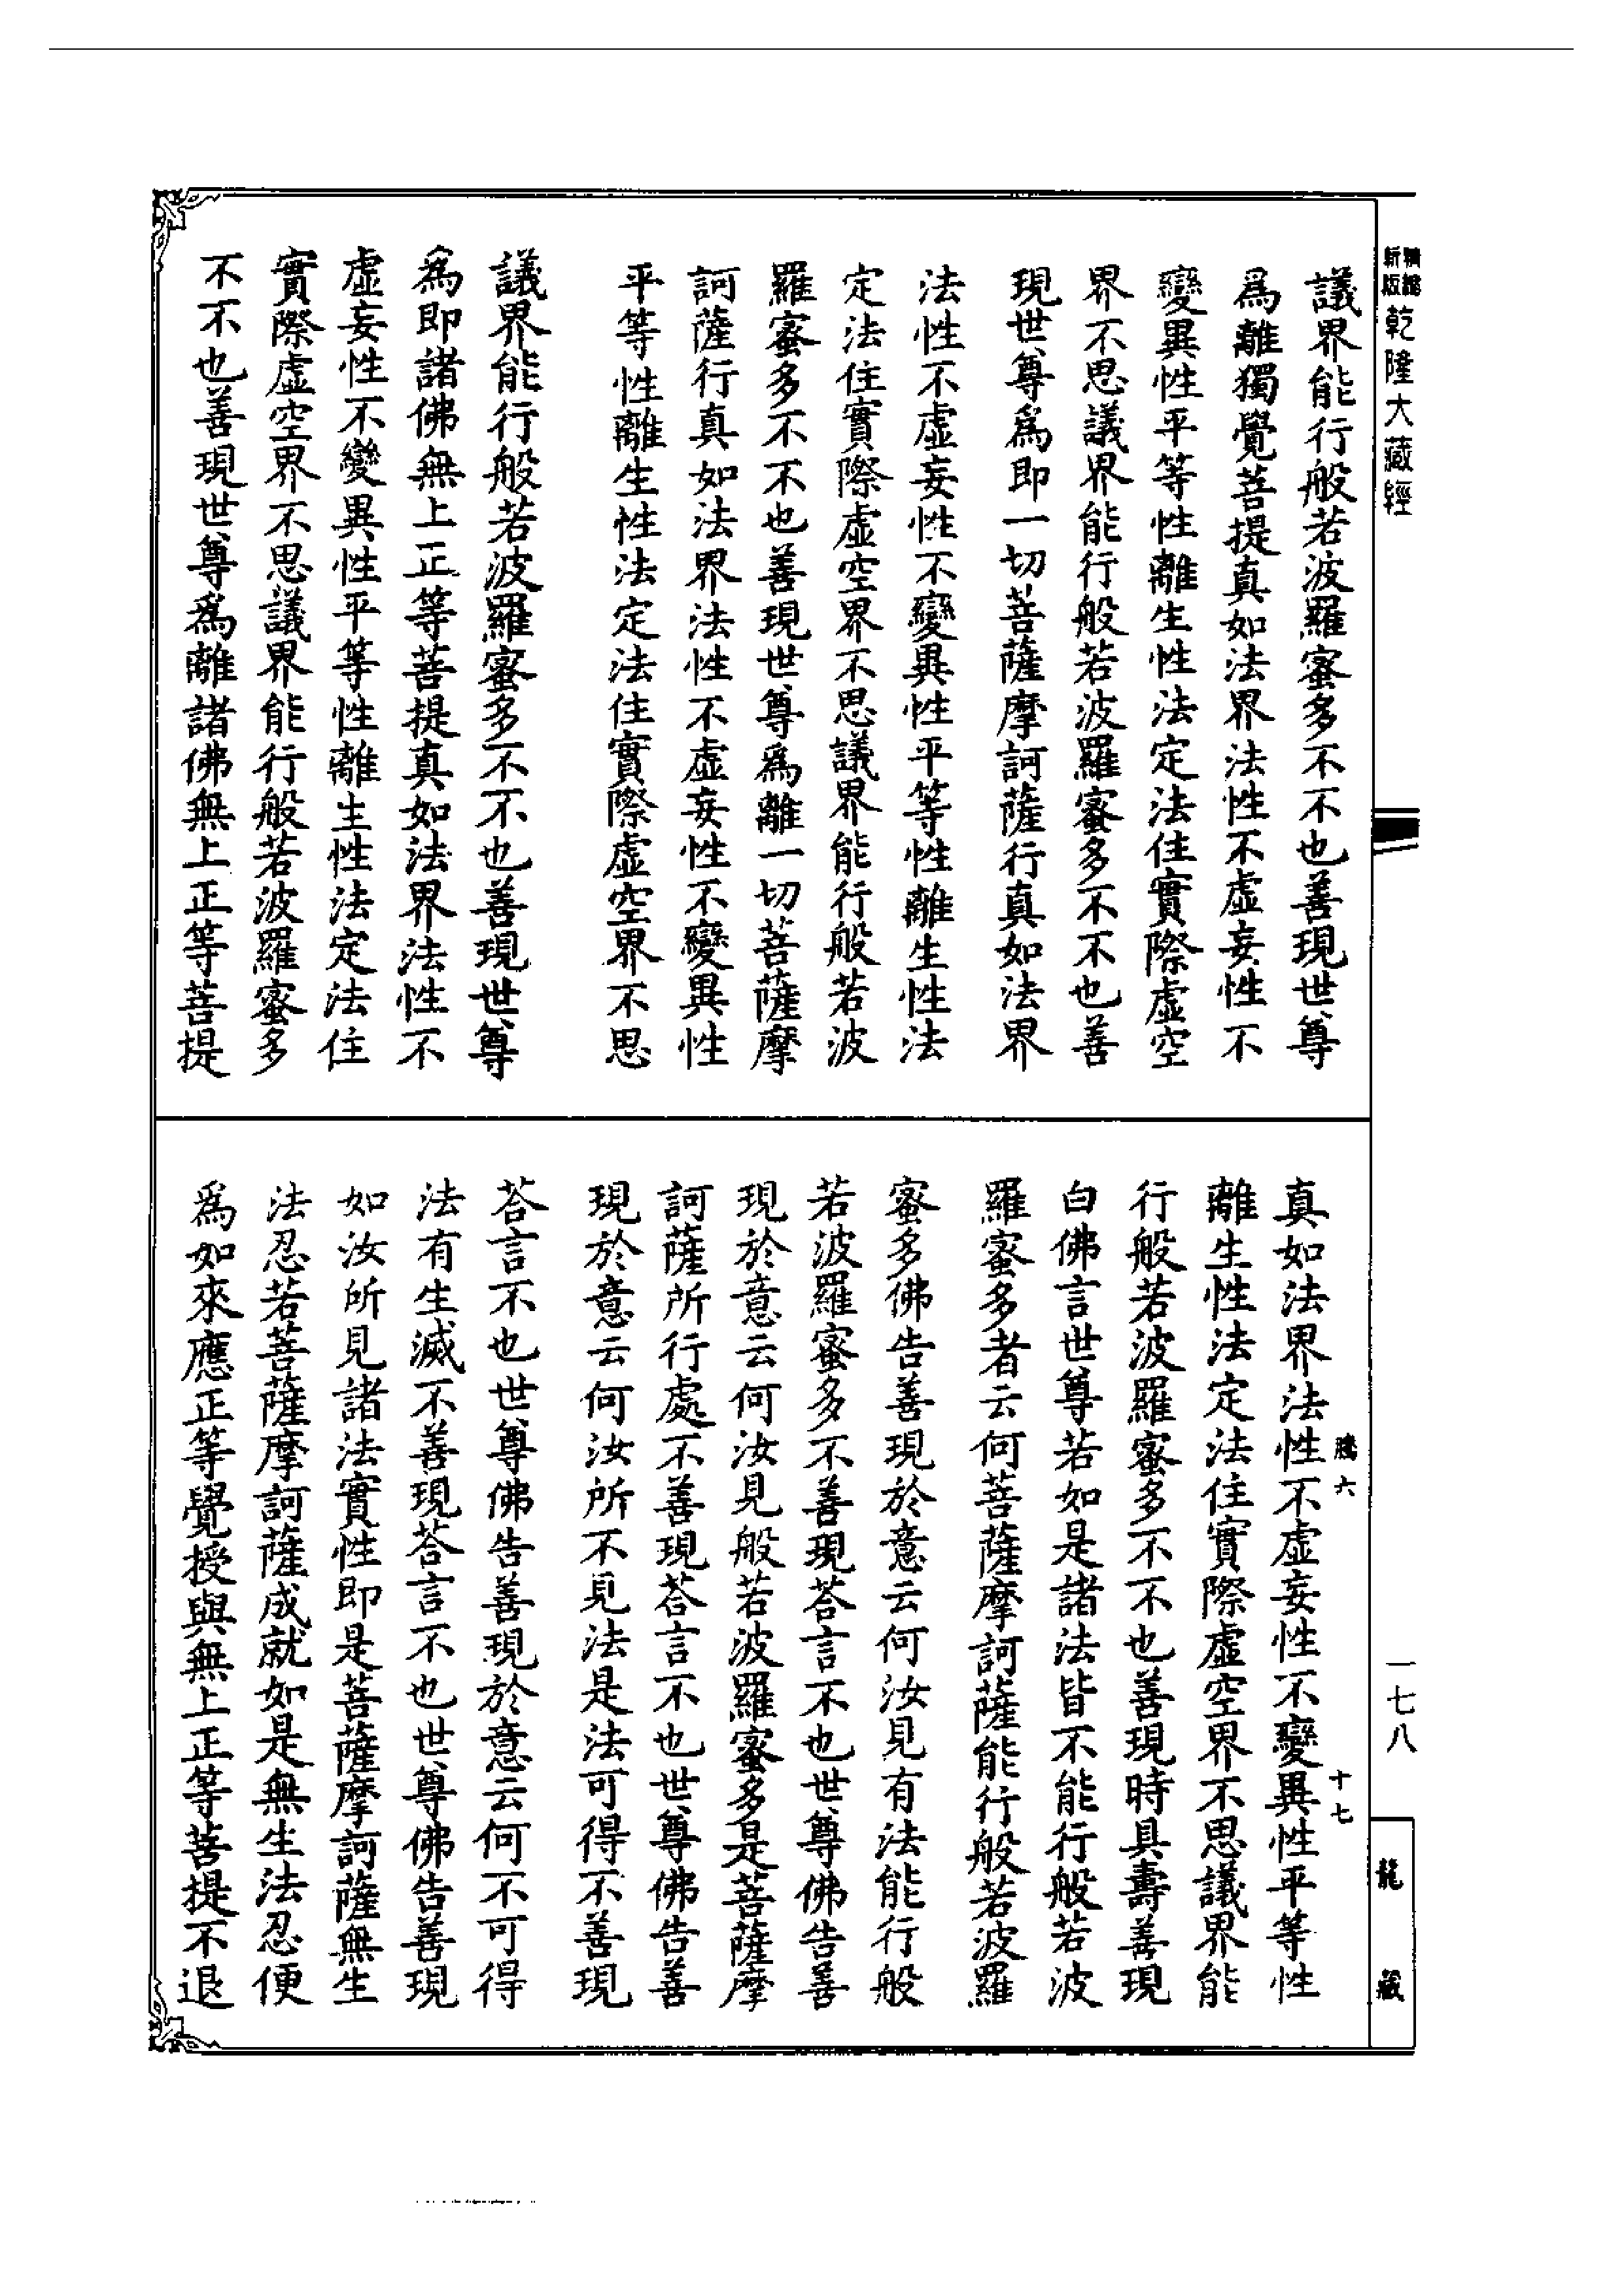 新版精縮乾隆大藏經
議界能行般若波羅蜜多不不也善現世尊
爲離獨覺菩提真如法界法性不虛妄性不
變異性平等性離生性法定法住實際虛空
界不思議界能行般若波羅蜜多不不也善
現世尊爲即一切菩薩摩訶薩行真如法界
法性不虛妄性不變異性平等性離生性法
定法住實際虛空界不思議界能行般若波
羅蜜多不不也善現世尊爲離一切菩薩摩
訶薩行真如法界法性不虛妄性不變異性
平等性離生性法定法住實際虛空界不思
議界能行般若波羅蜜多不不也善現世尊
爲即諸佛無上正等菩提真如法界法性不
虛妄性不變異性平等性離生性法定法住
實際虛空界不思議界能行般若波羅蜜多
不不也善現世尊爲離諸佛無上正等菩提
真如法界法性不虛妄性不變異性平等性
離生性法定法住實際虛空界不思議界能
行般若波羅蜜多不不也善現時具壽善現
白佛言世尊若如是諸法皆不能行般若波
羅蜜多者云何菩薩摩訶薩能行般若波羅
蜜多佛告善現於意云何汝見有法能行般
若波羅蜜多不善現荅言不也世尊佛告善
現於意云何汝見般若波羅蜜多是菩薩摩
訶薩所行處不善現荅言不也世尊佛告善
現於意云何汝所不見法是法可得不善現
荅言不也世尊佛告善現於意云何不可得
法有生滅不善現荅言不也世尊佛告善現
如汝所見諸法實性即是菩薩摩訶薩無生
法忍若菩薩摩訶薩成就如是無生法忍便
爲如來應正等覺授與無上正等菩提不退
騰六
十七
一七八
龍藏